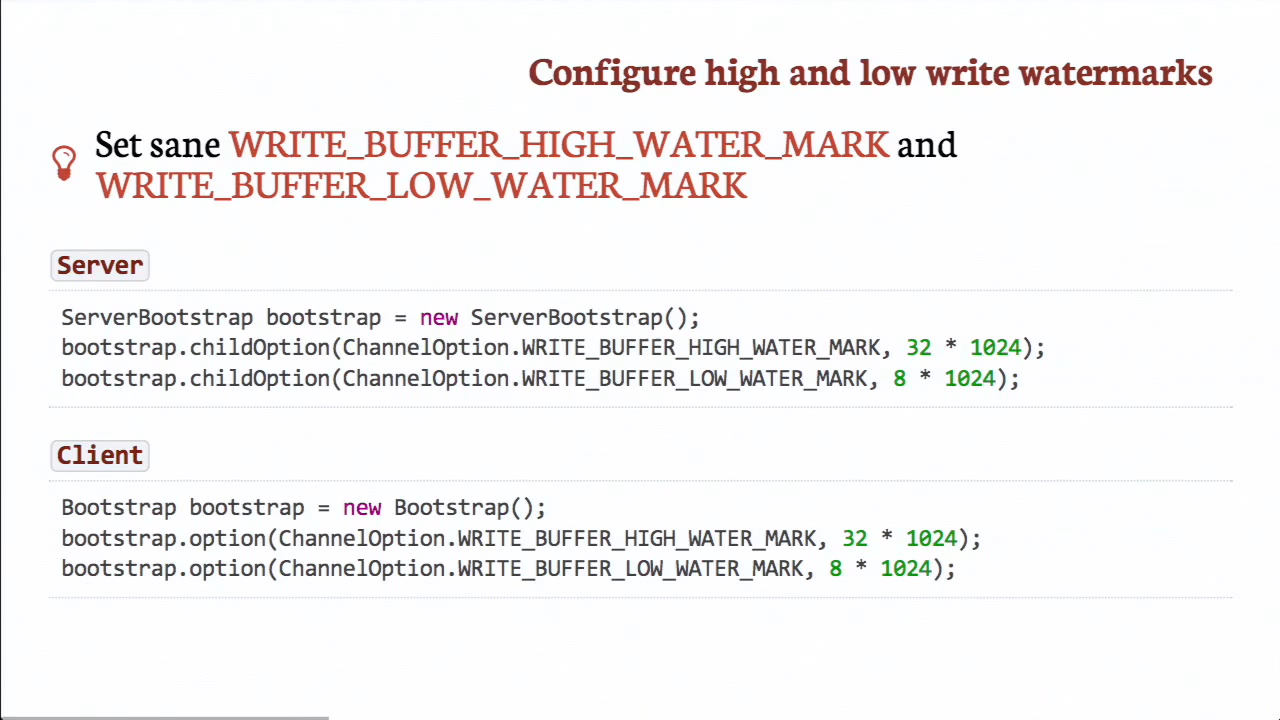 Configure high and low write watermarks
Set sane WRITE_BUFFER_HIGH_WATER_MARK and
WRITE_BUFFER_LOW_WATER_MARK
Server
ServerBootstrap bootstrap = new ServerBootstrap();
bootstrap.childOption(ChannelOption.WRITE_BUFFER_HIGH_WATER_MARK, 32 * 1024);
bootstrap.childOption(ChannelOption.WRITE_BUFFER_LOW_WATER_MARK, 8 * 1024);
Client
Bootstrap bootstrap = new Bootstrap();
bootstrap.option(ChannelOption.WRITE_BUFFER_HIGH_WATER_MARK, 32 * 1024);
bootstrap.option(ChannelOption.WRITE_BUFFER_LOW_WATER_MARK, 8 * 1024);